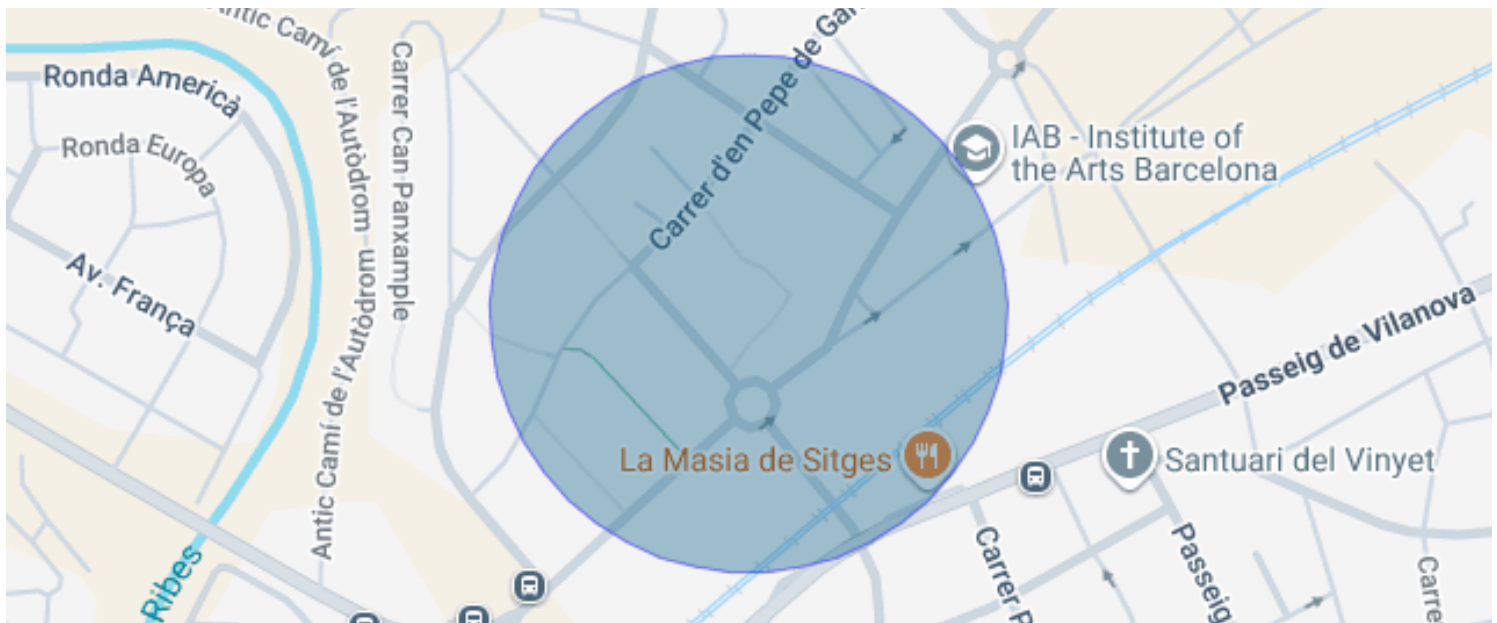 Antic Camí de l'Autòdrom
Ronda Americà
Ronda Europa
Av. França
Antic Camí de l'Autòdrom
Carrer Can Panxample
Carrer d'en Pepe de
IAB - Institute of
the Arts Barcelona
Passeig de Vilanova
La Masia de Sitges
Santuari del Vinyet
Ribes
Carrer
Passeig